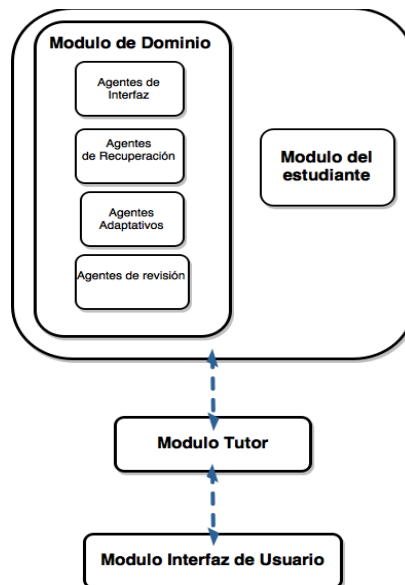 Modulo de Dominio
Agentes de
Interfaz
Agentes
de Recuperación
Agentes
Adaptativos
Agentes de revisión
Modulo del
estudiante
Modulo Tutor
Modulo Interfaz de Usuario